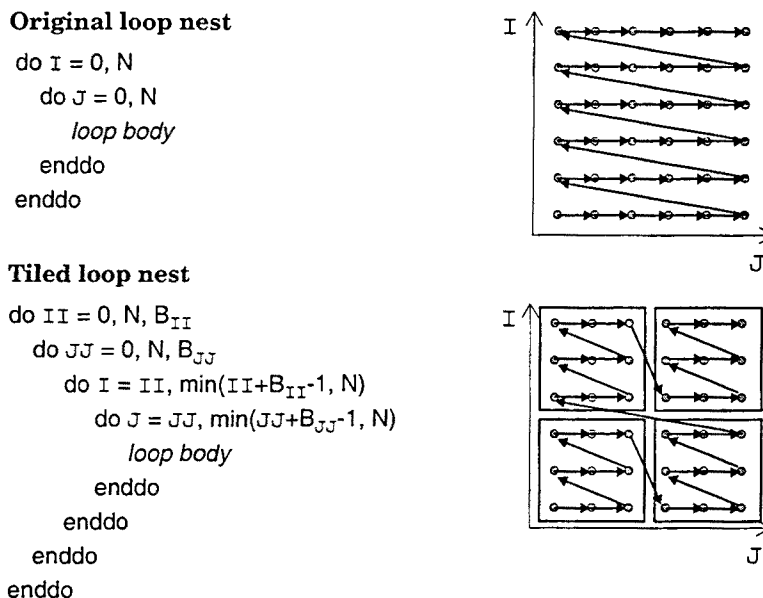 Original loop nest
do I = 0, N
do J = 0, N
loop body
enddo
enddo
I
J
Tiled loop nest
do II = 0, N, B_II
do JJ = 0, N, B_JJ
do I = II, min(II+B_II-1, N)
do J = JJ, min(JJ+B_JJ-1, N)
loop body
enddo
enddo
enddo
enddo
I
J